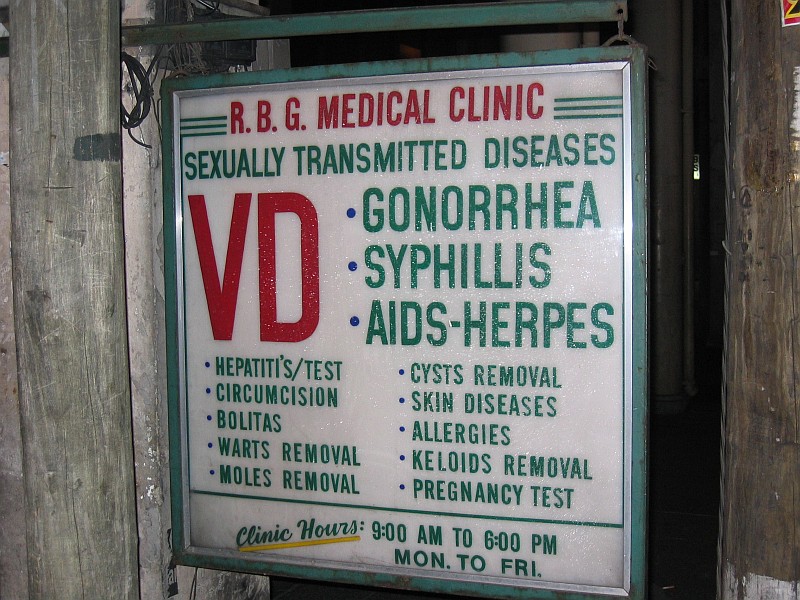 R. B. G. MEDICAL CLINIC
SEXUALLY TRANSMITTED DISEASES
VD
• GONORRHEA
• SYPHILLIS
• AIDS-HERPES
• HEPATITI'S/TEST
• CIRCUMCISION
• BOLITAS
• WARTS REMOVAL
• MOLES REMOVAL
• CYSTS REMOVAL
• SKIN DISEASES
• ALLERGIES
• KELOIDS REMOVAL
• PREGNANCY TEST
Clinic Hours: 9:00 AM TO 6:00 PM
MON. TO FRI.